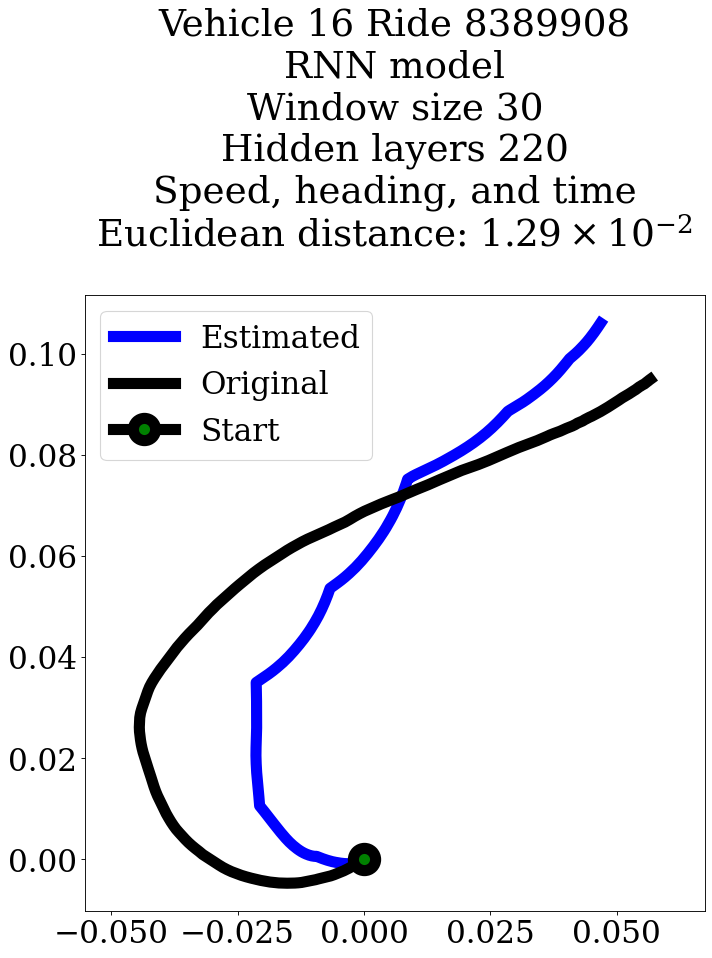 Vehicle 16 Ride 8389908
RNN model
Window size 30
Hidden layers 220
Speed, heading, and time
Euclidean distance: 1.29 × 10⁻²
Estimated
Original
Start
0.10
0.08
0.06
0.04
0.02
0.00
−0.050 −0.025 0.000 0.025 0.050